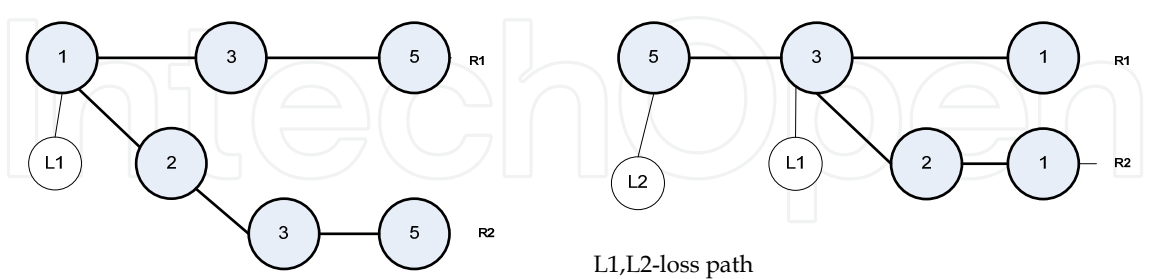 1 3 5 R1
5 3 1 R1
L1 2
L2 L1 2 1 R2
3 5 R2
L1,L2-loss path
IntechOpen